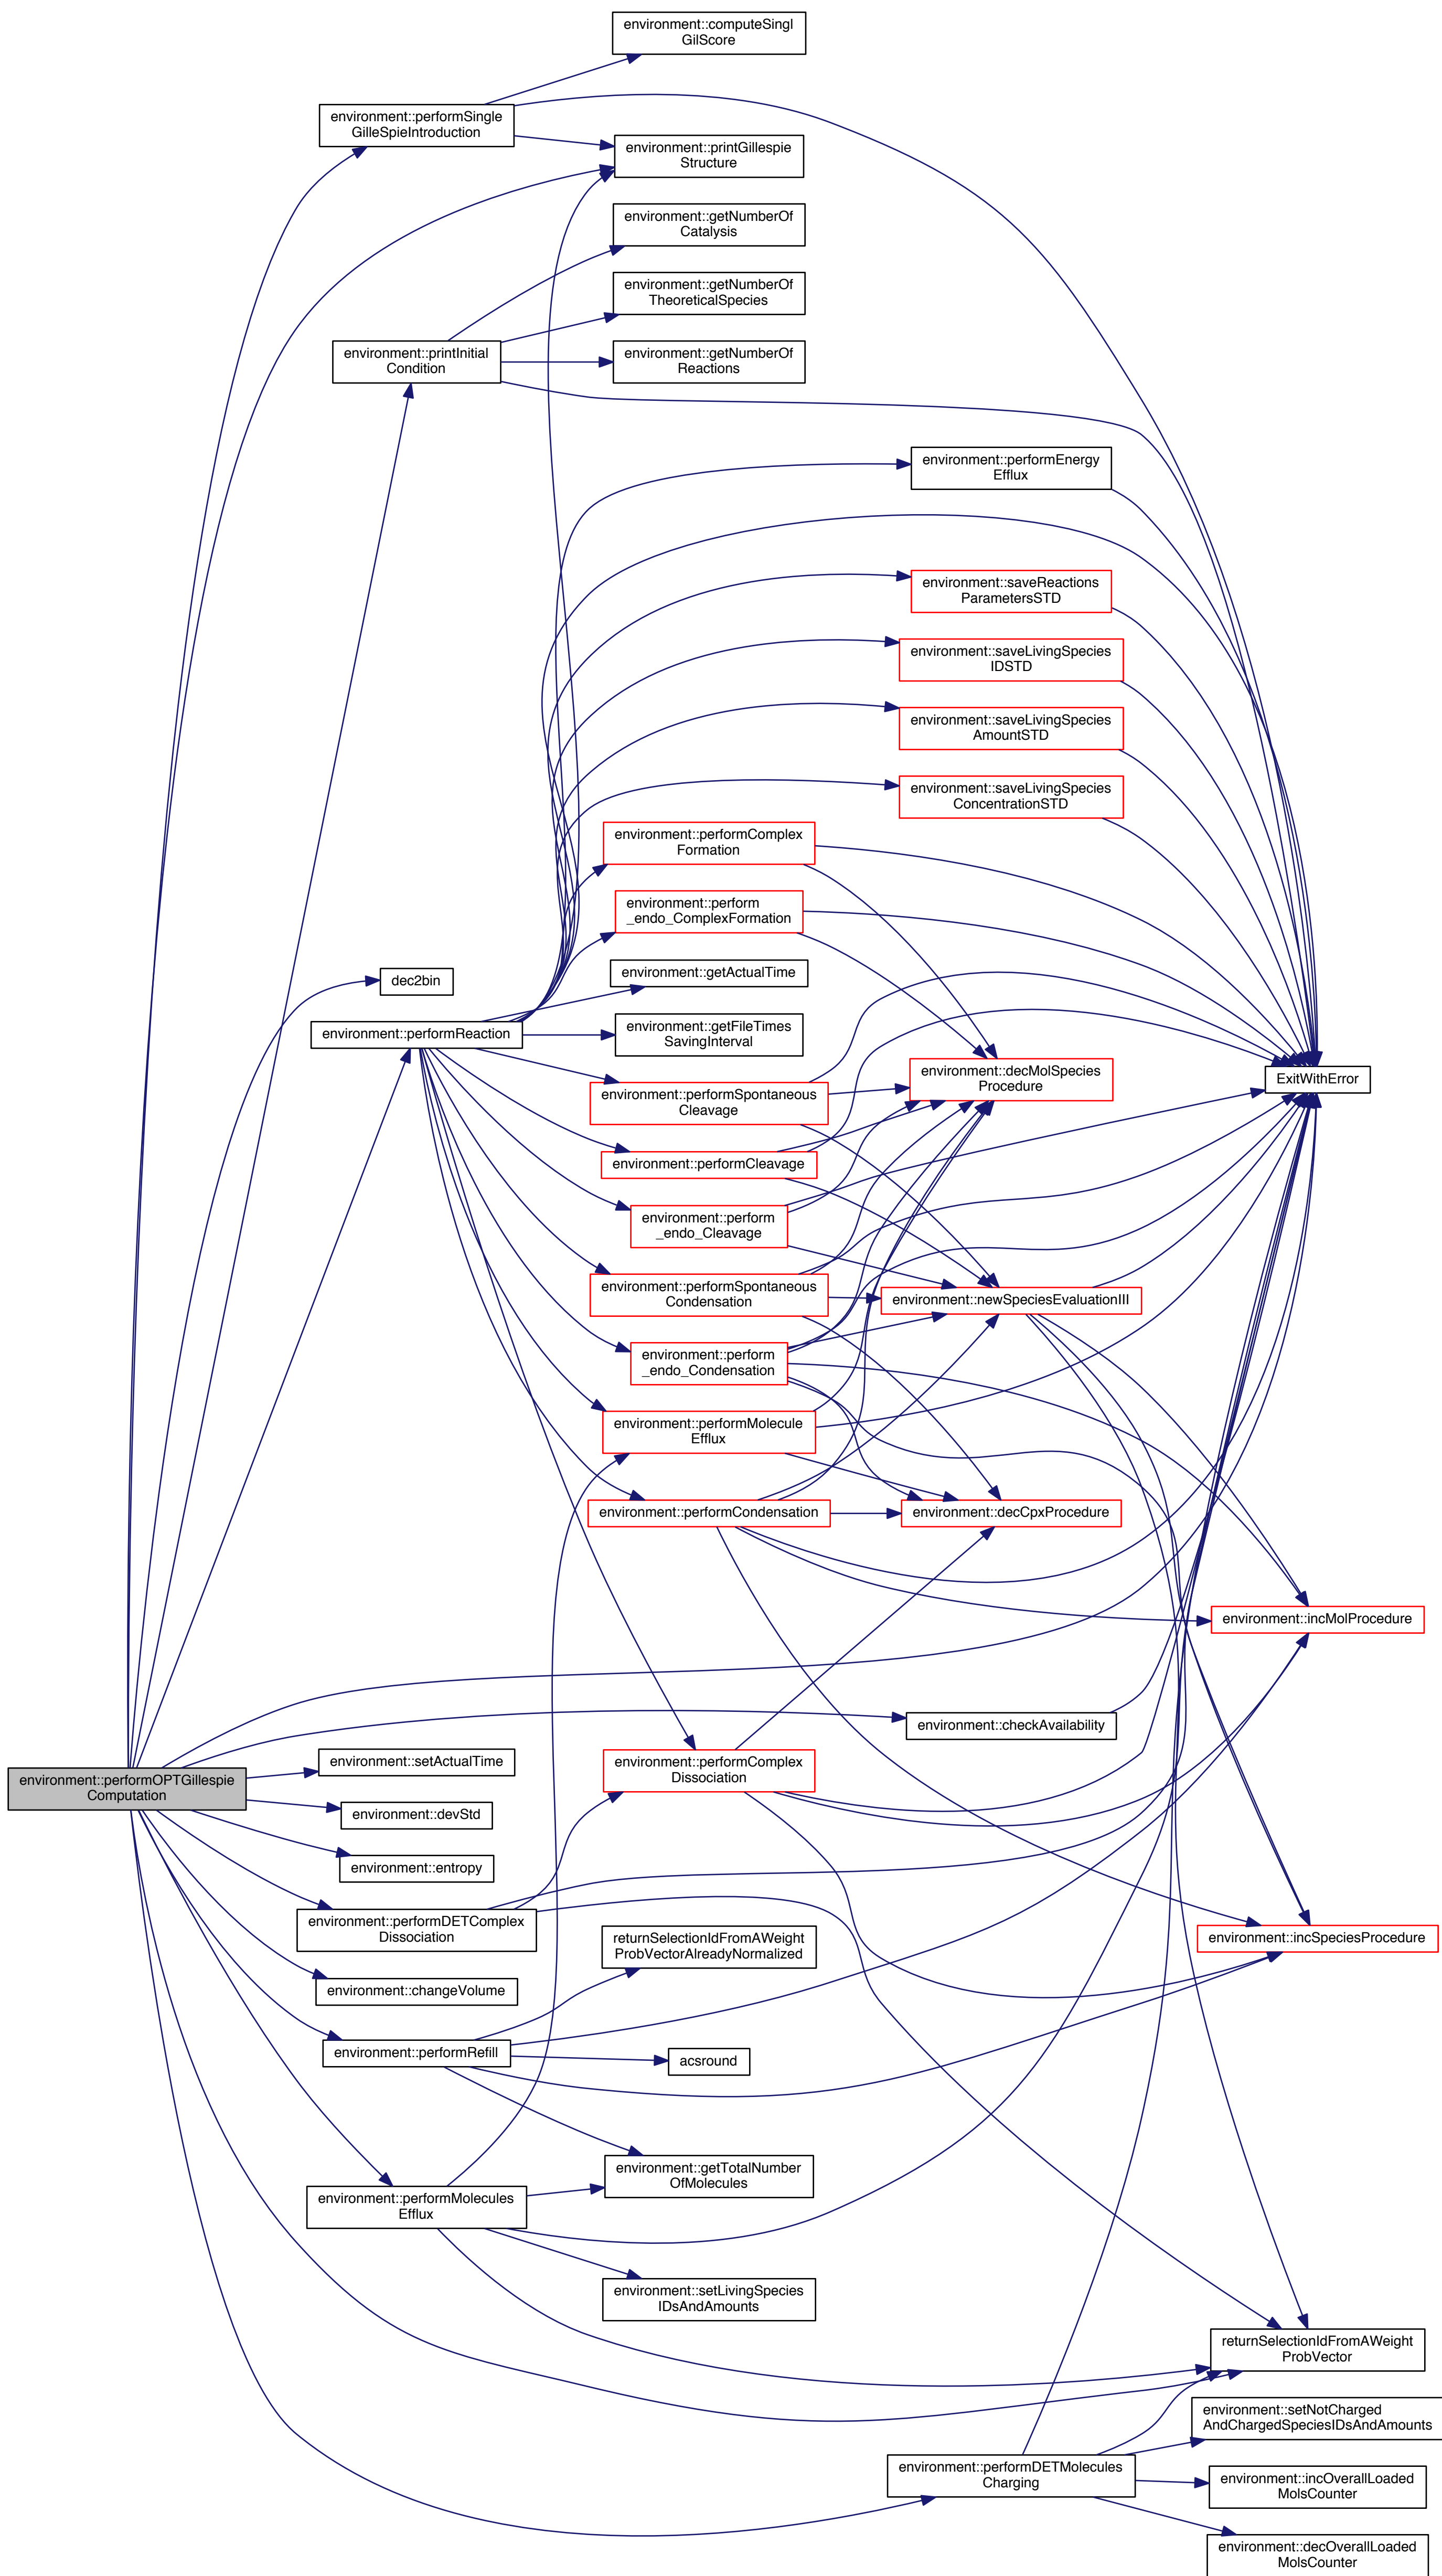 environment::computeSingl
GilScore
environment::performSingle
GilleSpieIntroduction
environment::printGillespie
Structure
environment::getNumberOf
Catalysis
environment::getNumberOf
TheoreticalSpecies
environment::printInitial
Condition
environment::getNumberOf
Reactions
environment::performEnergy
Efflux
environment::saveReactions
ParametersSTD
environment::saveLivingSpecies
IDSTD
environment::saveLivingSpecies
AmountSTD
environment::saveLivingSpecies
ConcentrationSTD
environment::performComplex
Formation
environment::perform
_endo_ComplexFormation
dec2bin
environment::getActualTime
environment::performReaction
environment::getFileTimes
SavingInterval
environment::decMolSpecies
Procedure
ExitWithError
environment::performSpontaneous
Cleavage
environment::performCleavage
environment::perform
_endo_Cleavage
environment::performSpontaneous
Condensation
environment::newSpeciesEvaluationIII
environment::perform
_endo_Condensation
environment::performMolecule
Efflux
environment::performCondensation
environment::decCpxProcedure
environment::incMolProcedure
environment::checkAvailability
environment::setActualTime
environment::performComplex
Dissociation
environment::performOPTGillespie
Computation
environment::devStd
environment::entropy
environment::performDETComplex
Dissociation
environment::incSpeciesProcedure
returnSelectionIdFromAWeight
ProbVectorAlreadyNormalized
environment::changeVolume
environment::performRefill
acsround
environment::getTotalNumber
OfMolecules
environment::performMolecules
Efflux
environment::setLivingSpecies
IDsAndAmounts
returnSelectionIdFromAWeight
ProbVector
environment::setNotCharged
AndChargedSpeciesIDsAndAmounts
environment::performDETMolecules
Charging
environment::incOverallLoaded
MolsCounter
environment::decOverallLoaded
MolsCounter